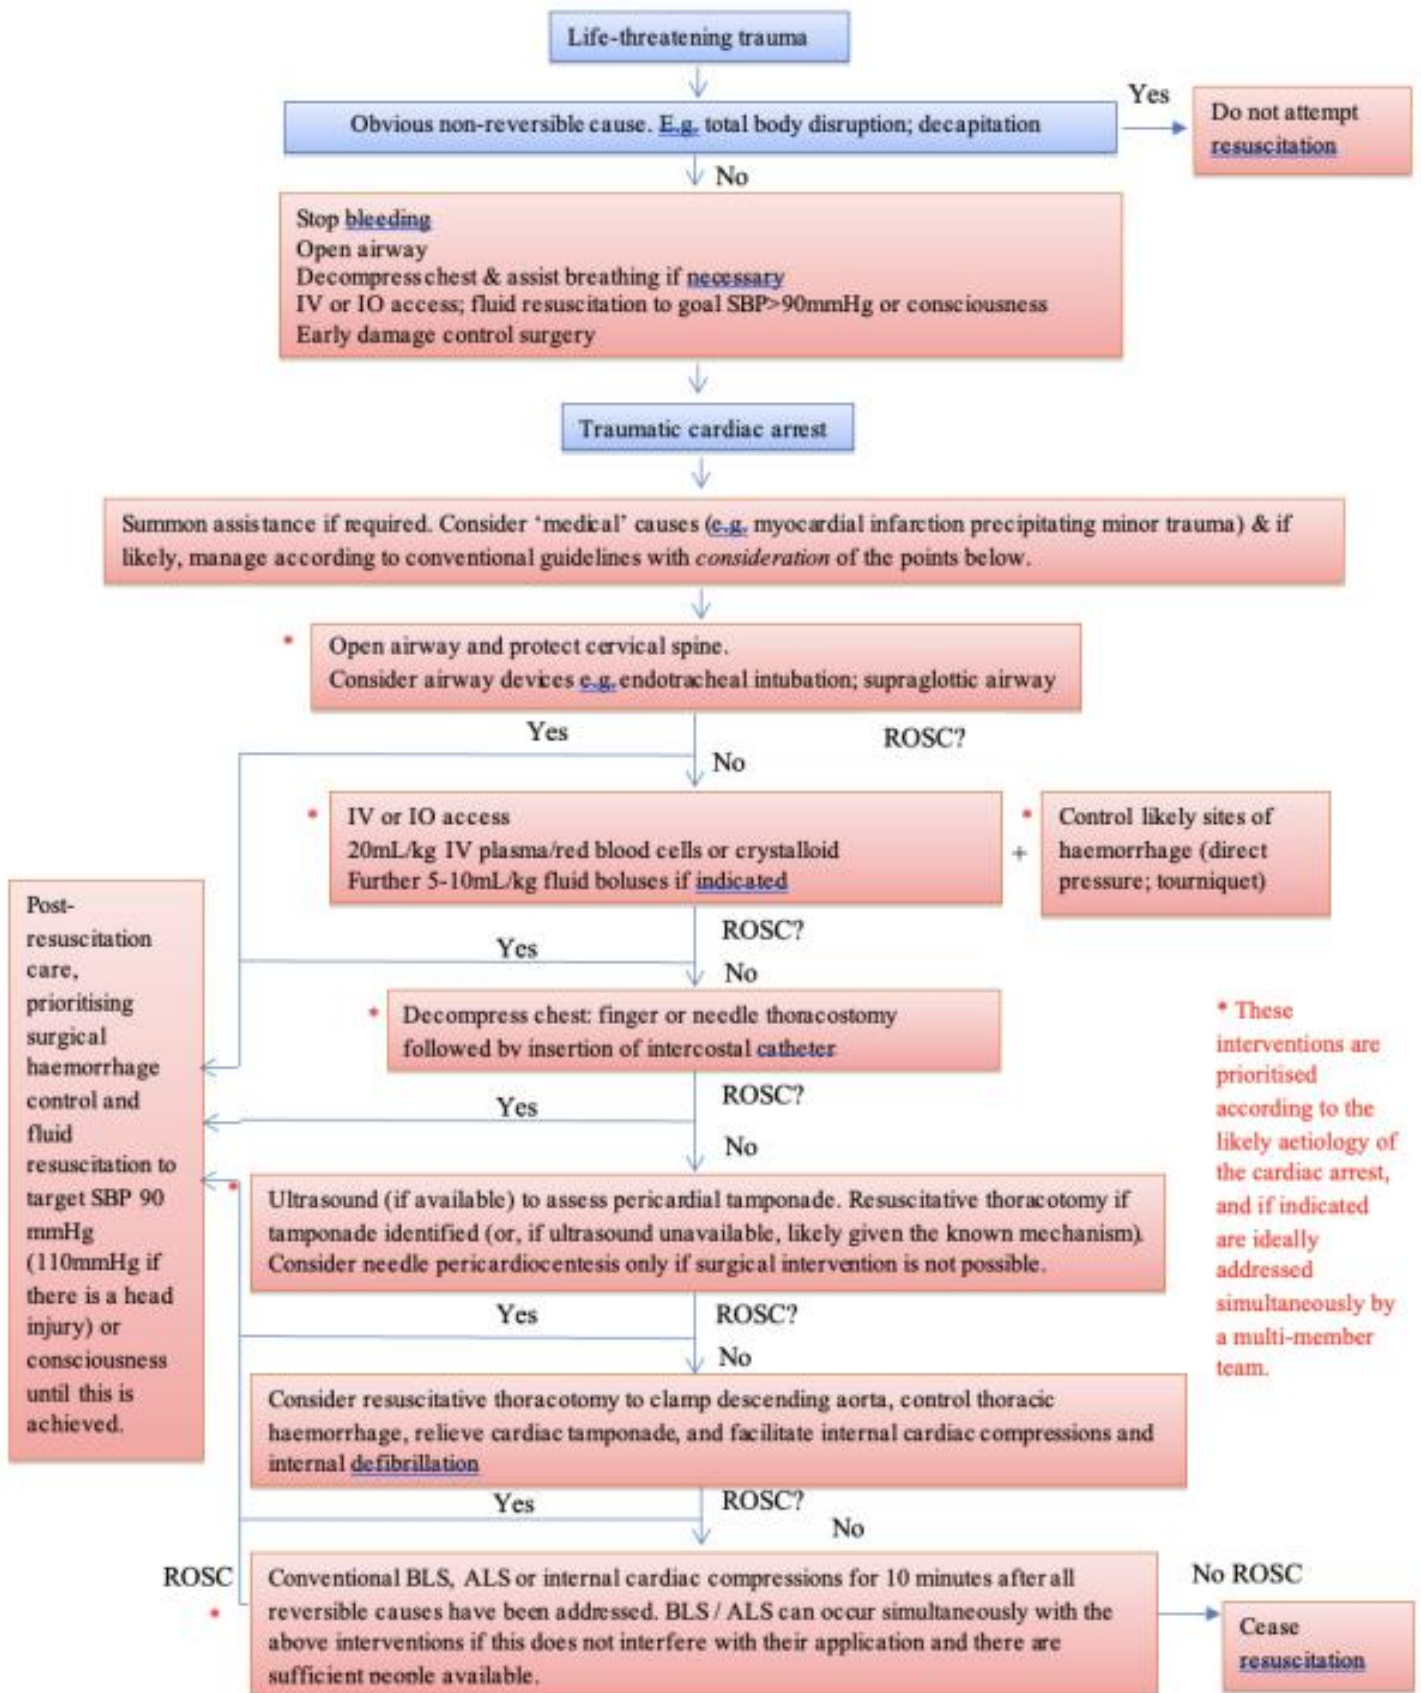 Life-threatening trauma
Obvious non-reversible cause. E.g. total body disruption; decapitation
Yes
Do not attempt
resuscitation
No
Stop bleeding
Open airway
Decompress chest & assist breathing if necessary
IV or IO access; fluid resuscitation to goal SBP>90mmHg or consciousness
Early damage control surgery
Traumatic cardiac arrest
Summon assistance if required. Consider ‘medical’ causes (e.g. myocardial infarction precipitating minor trauma) & if
likely, manage according to conventional guidelines with consideration of the points below.
* Open airway and protect cervical spine.
Consider airway devices e.g. endotracheal intubation; supraglottic airway
Yes
ROSC?
No
* IV or IO access
20mL/kg IV plasma/red blood cells or crystalloid
Further 5-10mL/kg fluid boluses if indicated
+
* Control likely sites of
haemorrhage (direct
pressure; tourniquet)
ROSC?
Yes
No
* Decompress chest: finger or needle thoracostomy
followed by insertion of intercostal catheter
ROSC?
Yes
No
* Ultrasound (if available) to assess pericardial tamponade. Resuscitative thoracotomy if
tamponade identified (or, if ultrasound unavailable, likely given the known mechanism).
Consider needle pericardiocentesis only if surgical intervention is not possible.
Yes
ROSC?
No
Consider resuscitative thoracotomy to clamp descending aorta, control thoracic
haemorrhage, relieve cardiac tamponade, and facilitate internal cardiac compressions and
internal defibrillation
Yes
ROSC?
No
ROSC
* Conventional BLS, ALS or internal cardiac compressions for 10 minutes after all
reversible causes have been addressed. BLS / ALS can occur simultaneously with the
above interventions if this does not interfere with their application and there are
sufficient people available.
No ROSC
Cease
resuscitation
Post-
resuscitation
care,
prioritising
surgical
haemorrhage
control and
fluid
resuscitation to
target SBP 90
mmHg
(110mmHg if
there is a head
injury) or
consciousness
until this is
achieved.
* These
interventions are
prioritised
according to the
likely aetiology of
the cardiac arrest,
and if indicated
are ideally
addressed
simultaneously by
a multi-member
team.